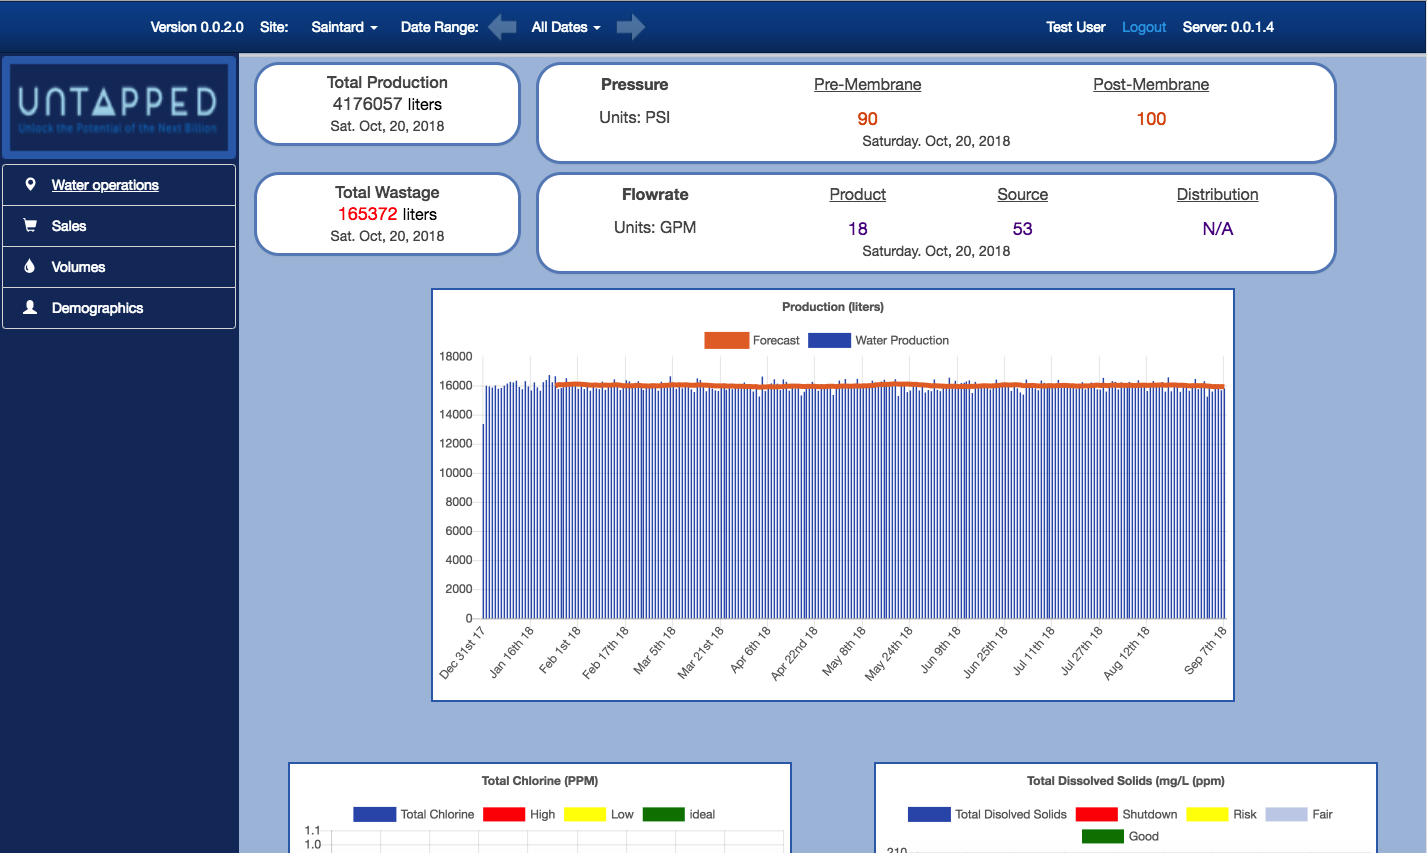 Version 0.0.2.0 Site: Saintard Date Range: All Dates Test User Logout Server: 0.0.1.4
UNTAPPED
Unlock the Potential of the Next Billion
Water operations
Sales
Volumes
Demographics
Total Production
4176057 liters
Sat. Oct, 20, 2018
Pressure Pre-Membrane Post-Membrane
Units: PSI 90 100
Saturday. Oct, 20, 2018
Total Wastage
165372 liters
Sat. Oct, 20, 2018
Flowrate Product Source Distribution
Units: GPM 18 53 N/A
Saturday. Oct, 20, 2018
Production (liters)
Forecast Water Production
18000
16000
14000
12000
10000
8000
6000
4000
2000
0
Dec 31st 17 Jan 16th 18 Feb 1st 18 Feb 17th 18 Mar 5th 18 Mar 21st 18 Apr 6th 18 Apr 22nd 18 May 8th 18 May 24th 18 Jun 9th 18 Jun 25th 18 Jul 11th 18 Jul 27th 18 Aug 12th 18 Sep 7th 18
Total Chlorine (PPM)
Total Chlorine High Low ideal
1.1
1.0
Total Dissolved Solids (mg/L (ppm)
Total Disolved Solids Shutdown Risk Fair
Good
210